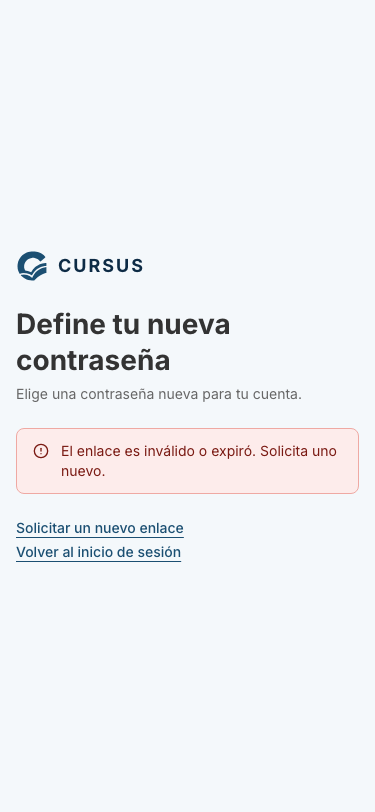 CURSUS
Define tu nueva
contraseña
Elige una contraseña nueva para tu cuenta.
El enlace es inválido o expiró. Solicita uno
nuevo.
Solicitar un nuevo enlace
Volver al inicio de sesión